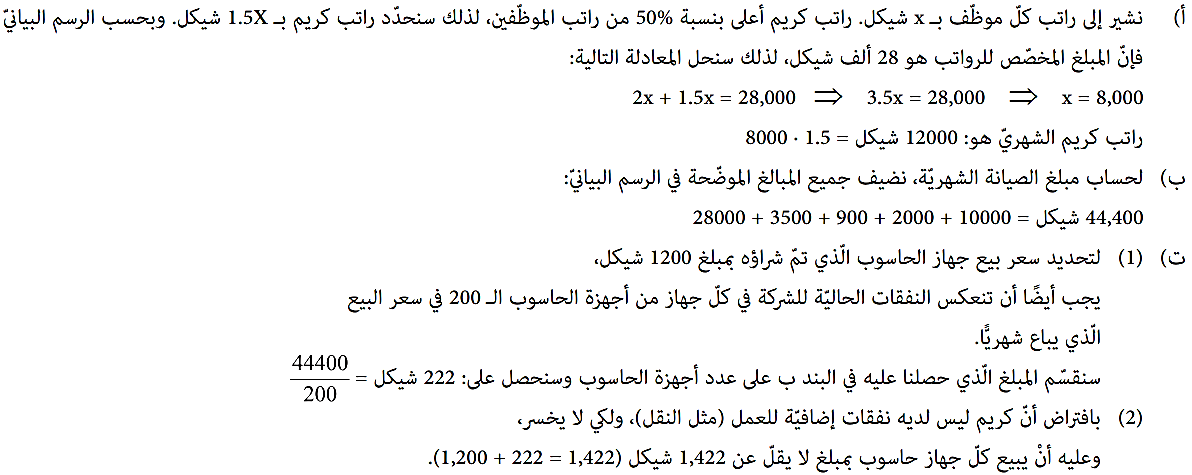 أ) نشير إلى راتب كلّ موظّف بـ x شيكل. راتب كريم أعلى بنسبة 50% من راتب الموظّفين، لذلك سنحدّد راتب كريم بـ 1.5X شيكل. وبحسب الرسم البيانيّ
فإنّ المبلغ المخصّص للرواتب هو 28 ألف شيكل، لذلك سنحل المعادلة التالية:
2x + 1.5x = 28,000 ⇒ 3.5x = 28,000 ⇒ x = 8,000
راتب كريم الشهريّ هو: 12000 شيكل = 1.5 · 8000
ب) لحساب مبلغ الصيانة الشهريّة، نضيف جميع المبالغ الموضّحة في الرسم البيانيّ:
44,400 شيكل = 10000 + 2000 + 900 + 3500 + 28000
ت) (1) لتحديد سعر بيع جهاز الحاسوب الّذي تمّ شراؤه بمبلغ 1200 شيكل،
يجب أيضًا أن تنعكس النفقات الحاليّة للشركة في كلّ جهاز من أجهزة الحاسوب الـ 200 في سعر البيع
الّذي يباع شهريًّا.
سنقسّم المبلغ الّذي حصلنا عليه في البند ب على عدد أجهزة الحاسوب وسنحصل على: 222 شيكل = 44400/200
(2) بافتراض أنّ كريم ليس لديه نفقات إضافيّة للعمل (مثل النقل)، ولكي لا يخسر،
وعليه أنْ يبيع كلّ جهاز حاسوب بمبلغ لا يقلّ عن 1,422 شيكل (1,422 = 222 + 1,200).